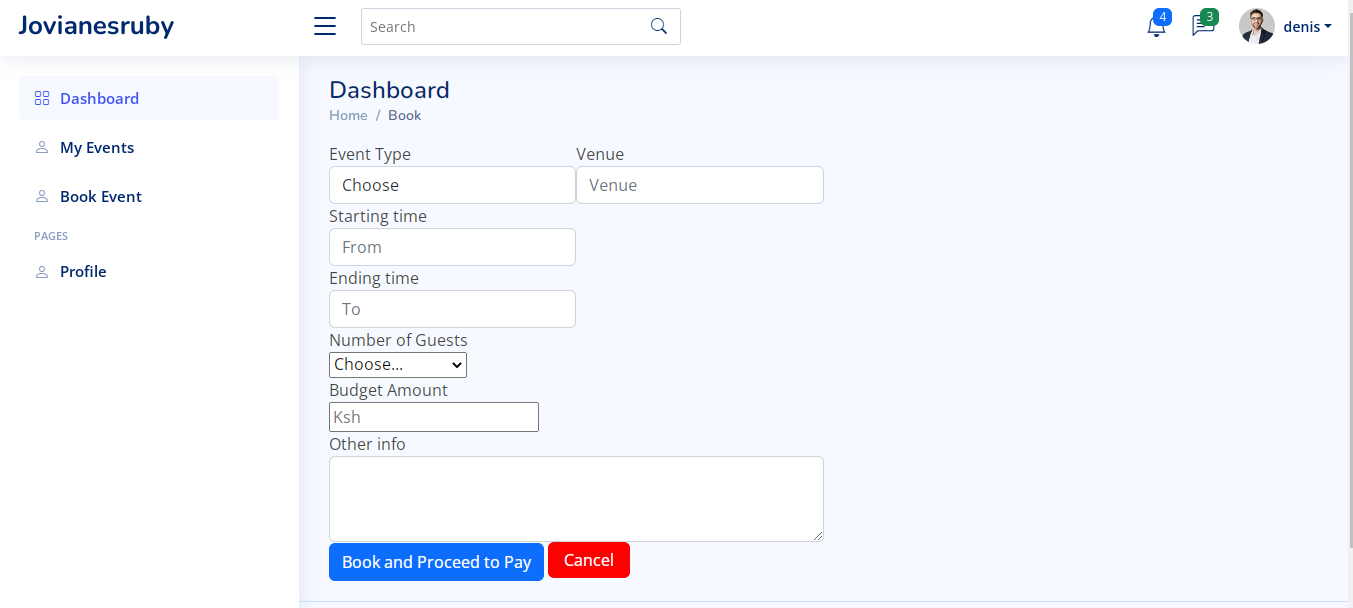 Jovianesruby
Search
4
3
denis
Dashboard
My Events
Book Event
PAGES
Profile
Dashboard
Home / Book
Event Type Venue
Choose Venue
Starting time
From
Ending time
To
Number of Guests
Choose...
Budget Amount
Ksh
Other info
Book and Proceed to Pay Cancel